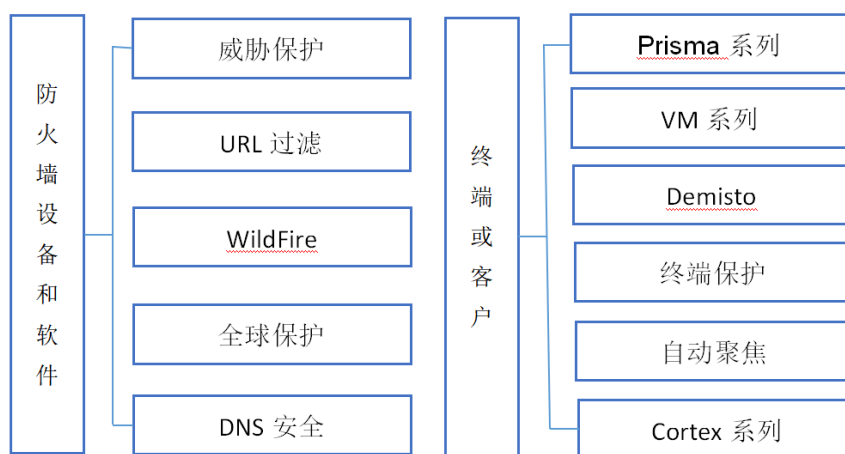 防火墙设备和软件
威胁保护
URL 过滤
WildFire
全球保护
DNS 安全
终端或客户
Prisma 系列
VM 系列
Demisto
终端保护
自动聚焦
Cortex 系列